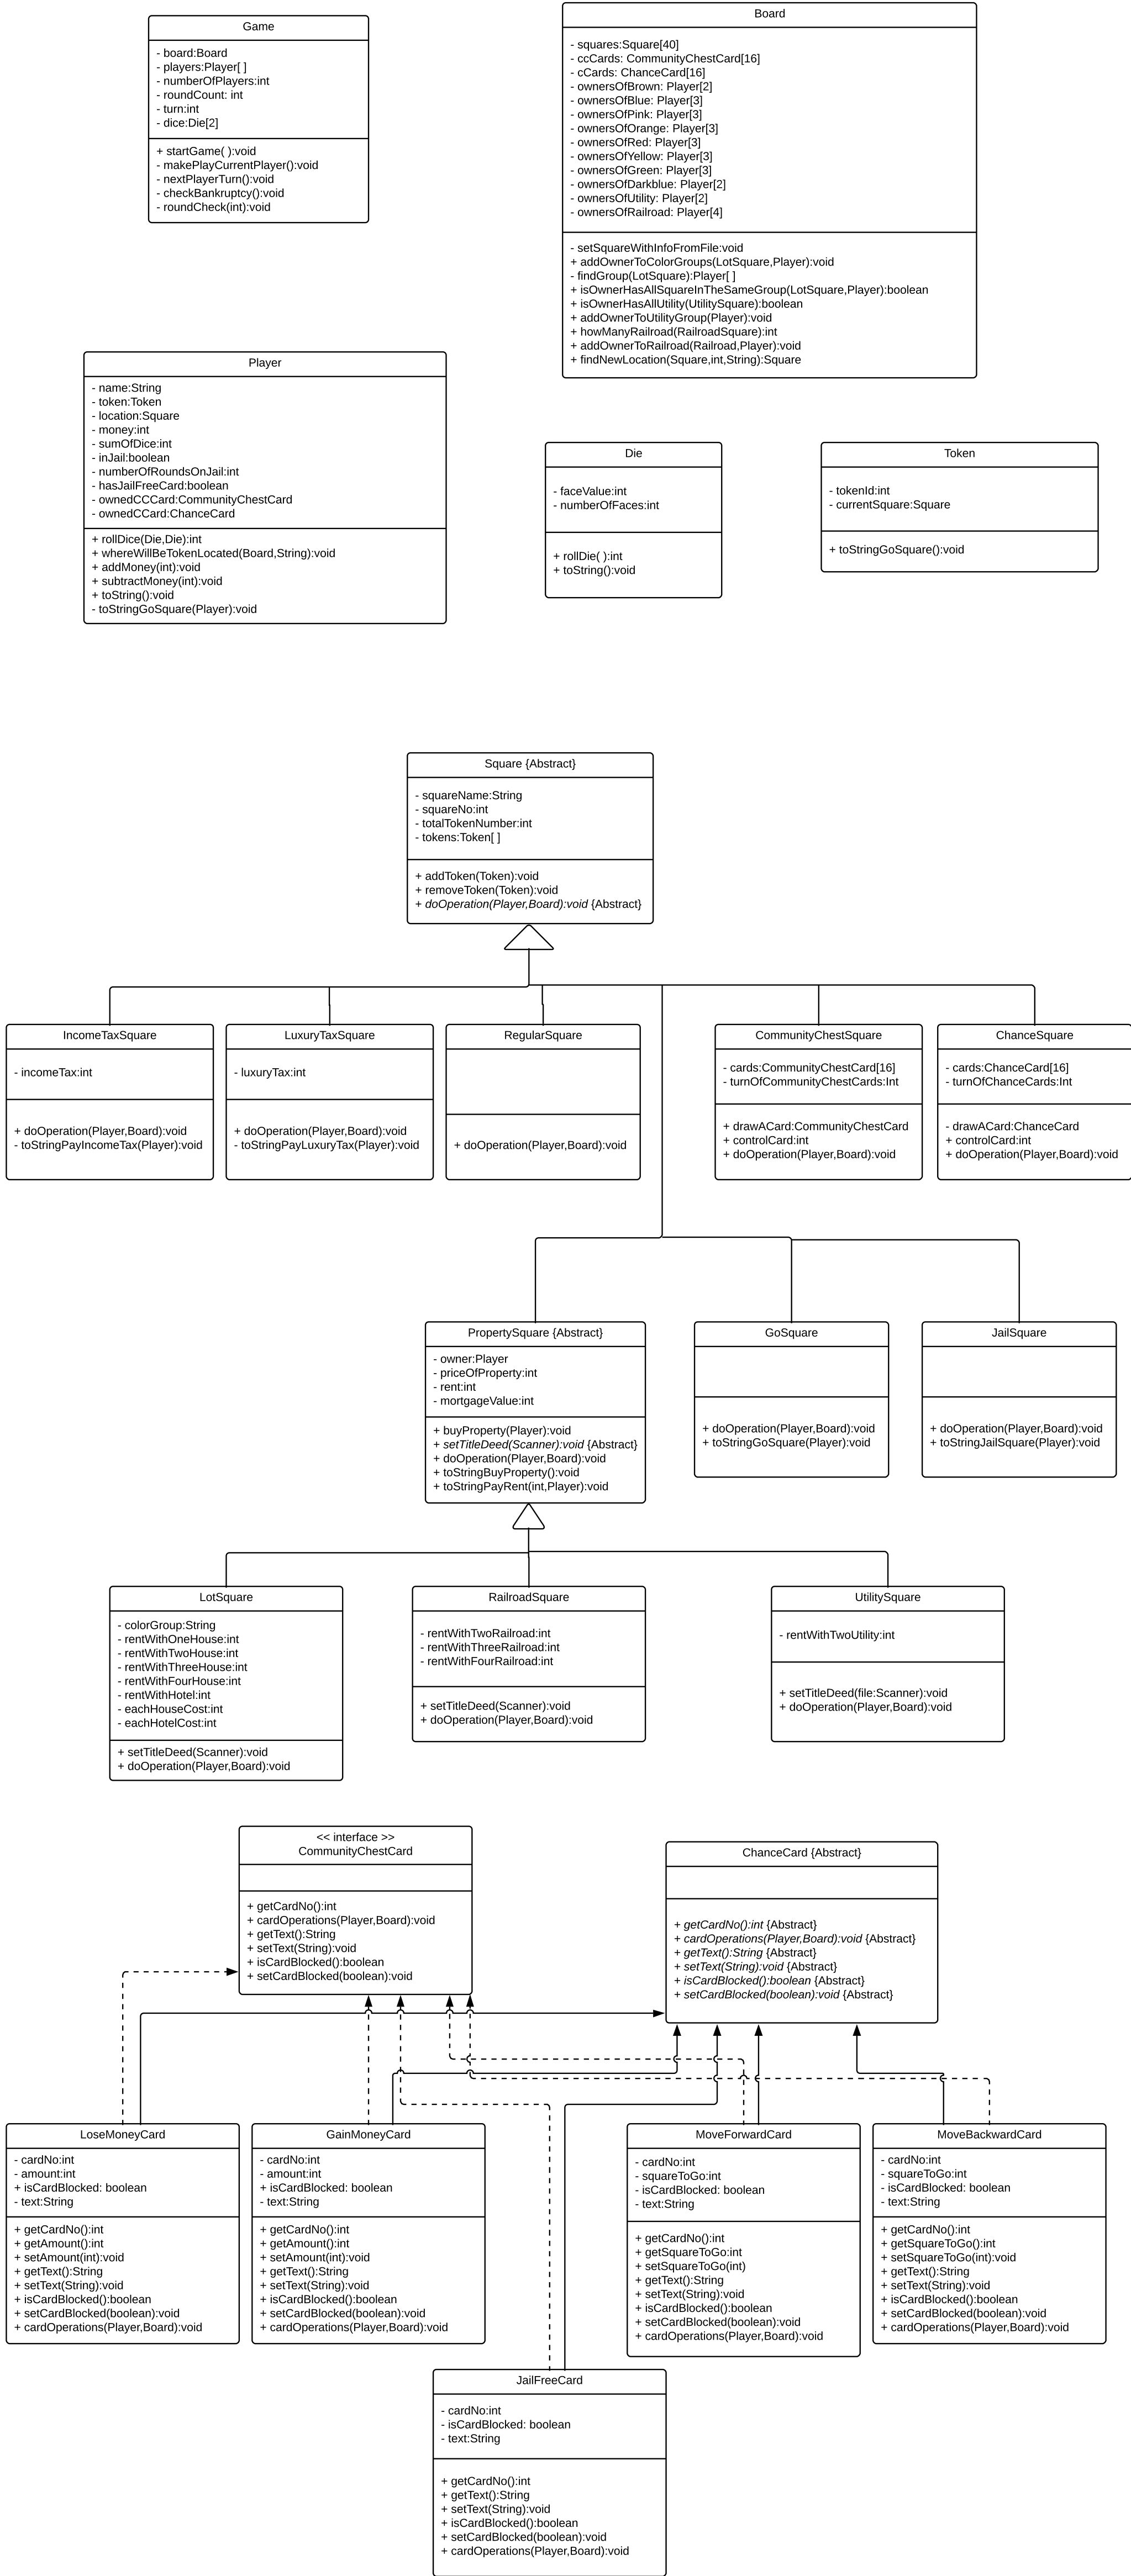 Game
- board:Board
- players:Player[ ]
- numberOfPlayers:int
- roundCount: int
- turn:int
- dice:Die[2]
+ startGame( ):void
- makePlayCurrentPlayer():void
- nextPlayerTurn():void
- checkBankruptcy():void
- roundCheck(int):void
Board
- squares:Square[40]
- ccCards: CommunityChestCard[16]
- cCards: ChanceCard[16]
- ownersOfBrown: Player[2]
- ownersOfBlue: Player[3]
- ownersOfPink: Player[3]
- ownersOfOrange: Player[3]
- ownersOfRed: Player[3]
- ownersOfYellow: Player[3]
- ownersOfGreen: Player[3]
- ownersOfDarkblue: Player[2]
- ownersOfUtility: Player[2]
- ownersOfRailroad: Player[4]
- setSquareWithInfoFromFile:void
+ addOwnerToColorGroups(LotSquare,Player):void
- findGroup(LotSquare):Player[ ]
+ isOwnerHasAllSquareInTheSameGroup(LotSquare,Player):boolean
+ isOwnerHasAllUtility(UtilitySquare):boolean
+ addOwnerToUtilityGroup(Player):void
+ howManyRailroad(RailroadSquare):int
+ addOwnerToRailroad(Railroad,Player):void
+ findNewLocation(Square,int,String):Square
Player
- name:String
- token:Token
- location:Square
- money:int
- sumOfDice:int
- inJail:boolean
- numberOfRoundsOnJail:int
- hasJailFreeCard:boolean
- ownedCCCard:CommunityChestCard
- ownedCCard:ChanceCard
+ rollDice(Die,Die):int
+ whereWillBeTokenLocated(Board,String):void
+ addMoney(int):void
+ subtractMoney(int):void
+ toString():void
- toStringGoSquare(Player):void
Die
- faceValue:int
- numberOfFaces:int
+ rollDie( ):int
+ toString():void
Token
- tokenId:int
- currentSquare:Square
+ toStringGoSquare():void
Square {Abstract}
- squareName:String
- squareNo:int
- totalTokenNumber:int
- tokens:Token[ ]
+ addToken(Token):void
+ removeToken(Token):void
+ doOperation(Player,Board):void {Abstract}
IncomeTaxSquare
- incomeTax:int
+ doOperation(Player,Board):void
- toStringPayIncomeTax(Player):void
LuxuryTaxSquare
- luxuryTax:int
+ doOperation(Player,Board):void
- toStringPayLuxuryTax(Player):void
RegularSquare
+ doOperation(Player,Board):void
CommunityChestSquare
- cards:CommunityChestCard[16]
- turnOfCommunityChestCards:Int
+ drawACard:CommunityChestCard
+ controlCard:int
+ doOperation(Player,Board):void
ChanceSquare
- cards:ChanceCard[16]
- turnOfChanceCards:Int
- drawACard:ChanceCard
+ controlCard:int
+ doOperation(Player,Board):void
PropertySquare {Abstract}
- owner:Player
- priceOfProperty:int
- rent:int
- mortgageValue:int
+ buyProperty(Player):void
+ setTitleDeed(Scanner):void {Abstract}
+ doOperation(Player,Board):void
+ toStringBuyProperty():void
+ toStringPayRent(int,Player):void
GoSquare
+ doOperation(Player,Board):void
+ toStringGoSquare(Player):void
JailSquare
+ doOperation(Player,Board):void
+ toStringJailSquare(Player):void
LotSquare
- colorGroup:String
- rentWithOneHouse:int
- rentWithTwoHouse:int
- rentWithThreeHouse:int
- rentWithFourHouse:int
- rentWithHotel:int
- eachHouseCost:int
- eachHotelCost:int
+ setTitleDeed(Scanner):void
+ doOperation(Player,Board):void
RailroadSquare
- rentWithTwoRailroad:int
- rentWithThreeRailroad:int
- rentWithFourRailroad:int
+ setTitleDeed(Scanner):void
+ doOperation(Player,Board):void
UtilitySquare
- rentWithTwoUtility:int
+ setTitleDeed(file:Scanner):void
+ doOperation(Player,Board):void
<< interface >>
CommunityChestCard
+ getCardNo():int
+ cardOperations(Player,Board):void
+ getText():String
+ setText(String):void
+ isCardBlocked():boolean
+ setCardBlocked(boolean):void
ChanceCard {Abstract}
+ getCardNo():int {Abstract}
+ cardOperations(Player,Board):void {Abstract}
+ getText():String {Abstract}
+ setText(String):void {Abstract}
+ isCardBlocked():boolean {Abstract}
+ setCardBlocked(boolean):void {Abstract}
LoseMoneyCard
- cardNo:int
- amount:int
+ isCardBlocked: boolean
- text:String
+ getCardNo():int
+ getAmount():int
+ setAmount(int):void
+ getText():String
+ setText(String):void
+ isCardBlocked():boolean
+ setCardBlocked(boolean):void
+ cardOperations(Player,Board):void
GainMoneyCard
- cardNo:int
- amount:int
+ isCardBlocked: boolean
- text:String
+ getCardNo():int
+ getAmount():int
+ setAmount(int):void
+ getText():String
+ setText(String):void
+ isCardBlocked():boolean
+ setCardBlocked(boolean):void
+ cardOperations(Player,Board):void
MoveForwardCard
- cardNo:int
- squareToGo:int
- isCardBlocked: boolean
- text:String
+ getCardNo():int
+ getSquareToGo:int
+ setSquareToGo(int)
+ getText():String
+ setText(String):void
+ isCardBlocked():boolean
+ setCardBlocked(boolean):void
+ cardOperations(Player,Board):void
MoveBackwardCard
- cardNo:int
- squareToGo:int
- isCardBlocked: boolean
- text:String
+ getCardNo():int
+ getSquareToGo():int
+ setSquareToGo(int):void
+ getText():String
+ setText(String):void
+ isCardBlocked():boolean
+ setCardBlocked(boolean):void
+ cardOperations(Player,Board):void
JailFreeCard
- cardNo:int
- isCardBlocked: boolean
- text:String
+ getCardNo():int
+ getText():String
+ setText(String):void
+ isCardBlocked():boolean
+ setCardBlocked(boolean):void
+ cardOperations(Player,Board):void